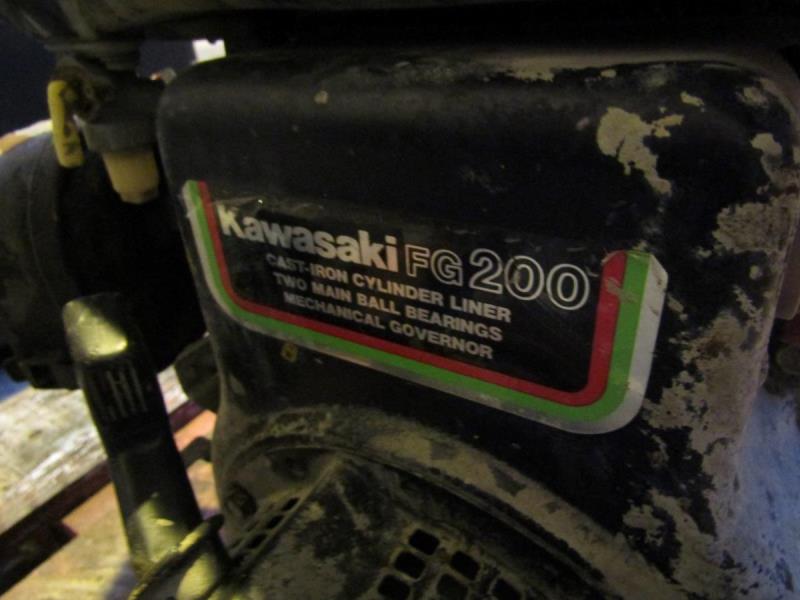 Kawasaki FG200
CAST-IRON CYLINDER LINER
TWO MAIN BALL BEARINGS
MECHANICAL GOVERNOR